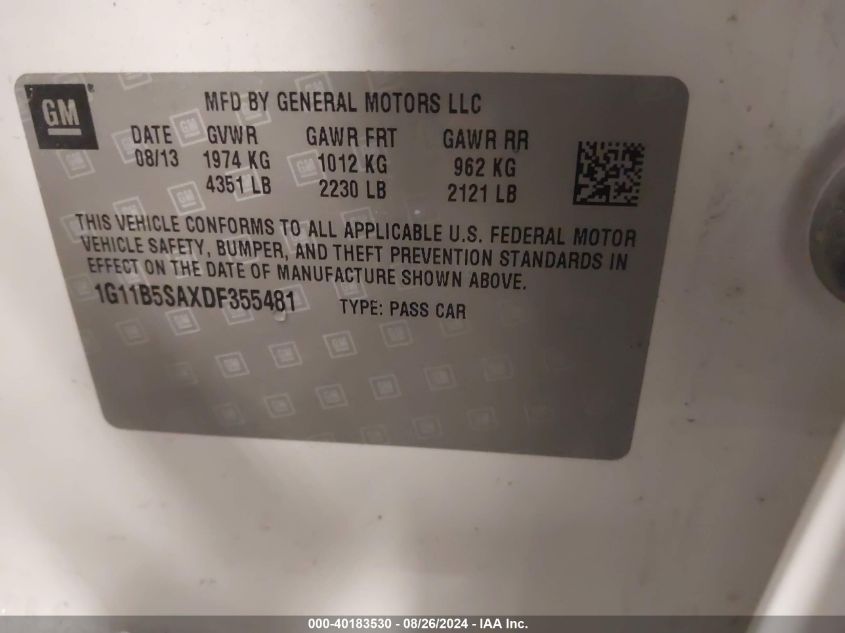 GM
MFD BY GENERAL MOTORS LLC
DATE GVWR GAWR FRT GAWR RR
08/13 1974 KG 1012 KG 962 KG
4351 LB 2230 LB 2121 LB
THIS VEHICLE CONFORMS TO ALL APPLICABLE U.S. FEDERAL MOTOR
VEHICLE SAFETY, BUMPER, AND THEFT PREVENTION STANDARDS IN
EFFECT ON THE DATE OF MANUFACTURE SHOWN ABOVE.
1G11B5SAXDF355481 TYPE: PASS CAR
000-40183530 - 08/26/2024 - IAA Inc.